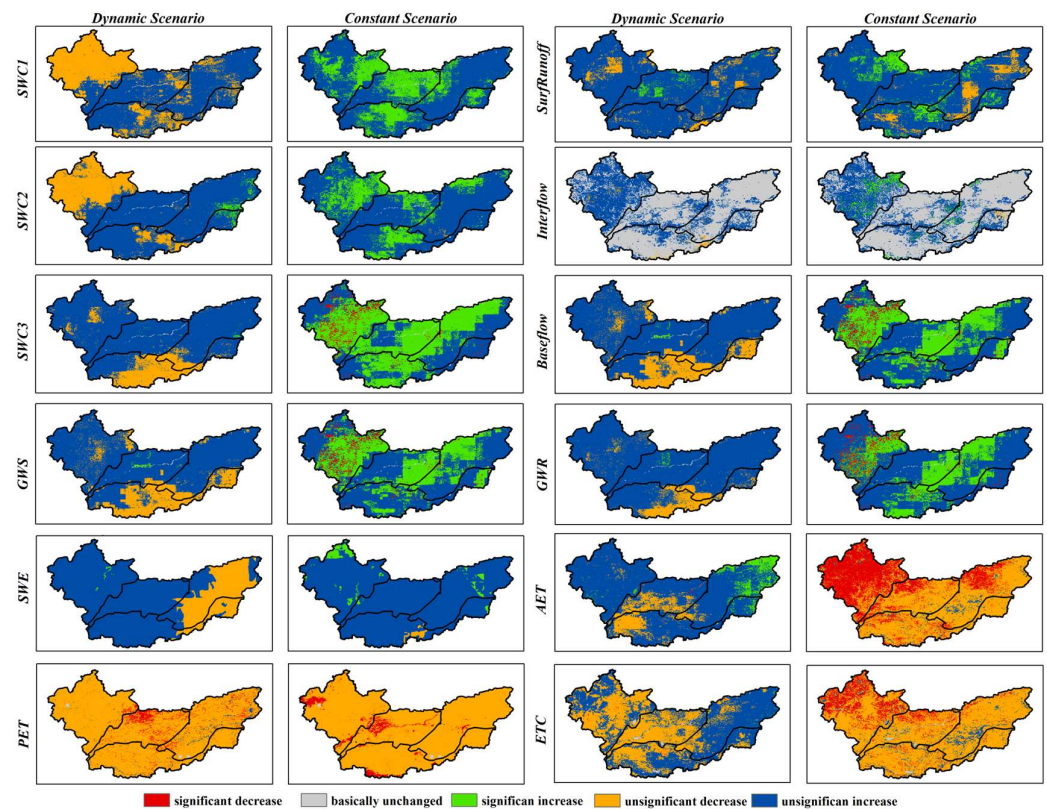 Dynamic Scenario Constant Scenario Dynamic Scenario Constant Scenario
SWC1 SurfRunoff
SWC2 Interflow
SWC3 Baseflow
GWS GWR
SWE AET
PET ETC
significant decrease basically unchanged significan increase unsignificant decrease unsignifican increase